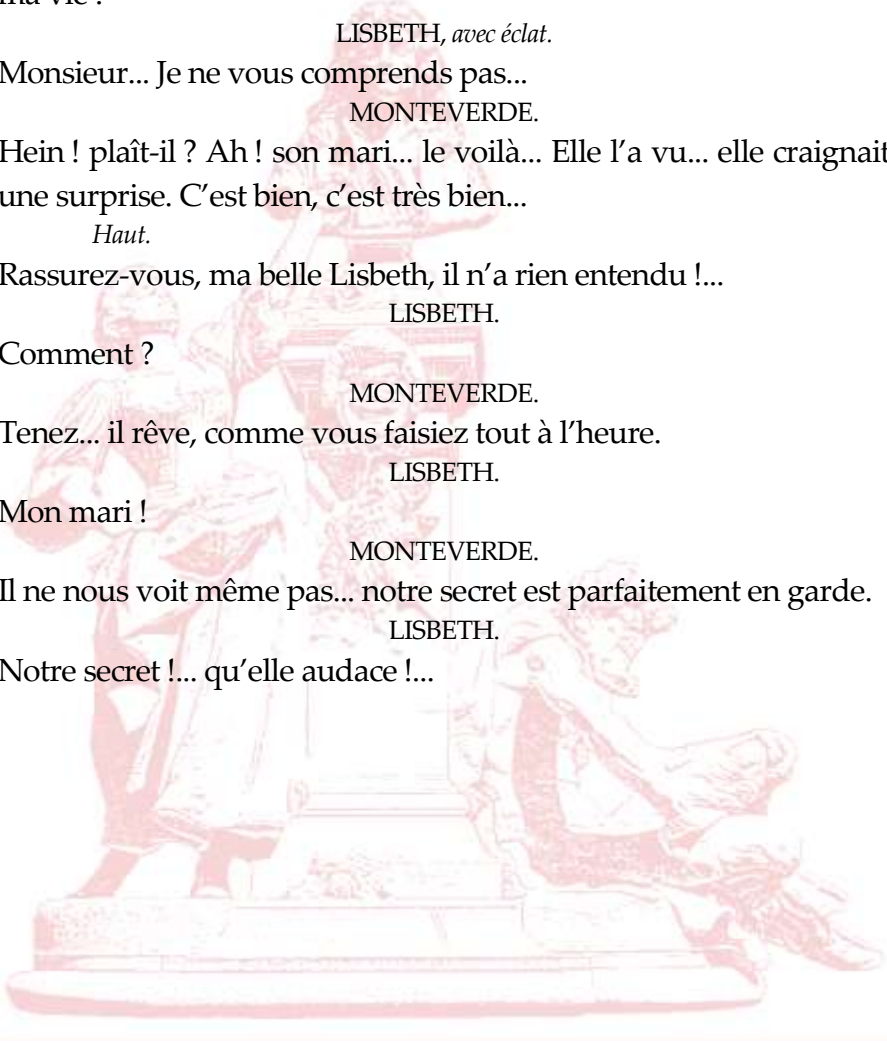 ma vie !
LISBETH, avec éclat.
Monsieur... Je ne vous comprends pas...
MONTEVERDE.
Hein ! plaît-il ? Ah ! son mari... le voilà... Elle l’a vu... elle craignait
une surprise. C’est bien, c’est très bien...
Haut.
Rassurez-vous, ma belle Lisbeth, il n’a rien entendu !...
LISBETH.
Comment ?
MONTEVERDE.
Tenez... il rêve, comme vous faisiez tout à l’heure.
LISBETH.
Mon mari !
MONTEVERDE.
Il ne nous voit même pas... notre secret est parfaitement en garde.
LISBETH.
Notre secret !... qu’elle audace !...